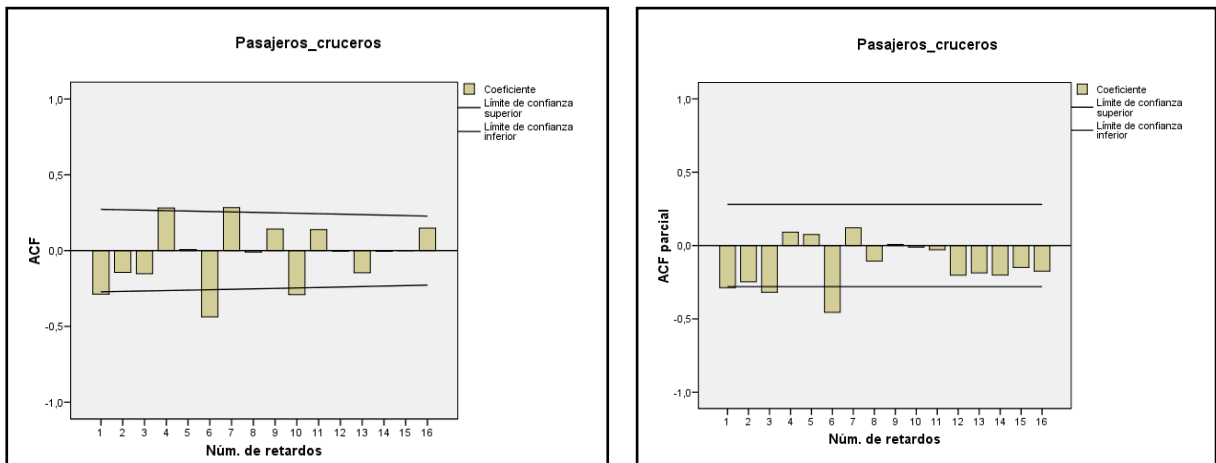 Pasajeros_cruceros
Coeficiente
Límite de confianza
superior
Límite de confianza
inferior
ACF
1,0
0,5
0,0
-0,5
-1,0
1 2 3 4 5 6 7 8 9 10 11 12 13 14 15 16
Núm. de retardos
Pasajeros_cruceros
Coeficiente
Límite de confianza
superior
Límite de confianza
inferior
ACF parcial
1,0
0,5
0,0
-0,5
-1,0
1 2 3 4 5 6 7 8 9 10 11 12 13 14 15 16
Núm. de retardos